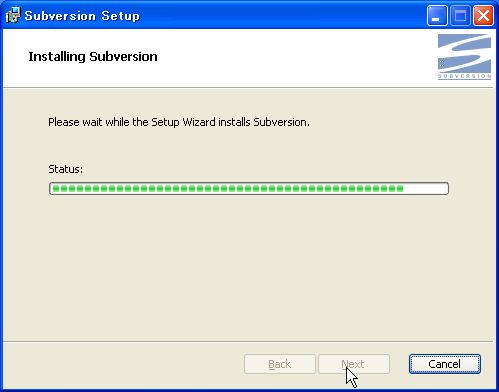 Subversion Setup
Installing Subversion
SUBVERSION
Please wait while the Setup Wizard installs Subversion.
Status:
Back
Next
Cancel